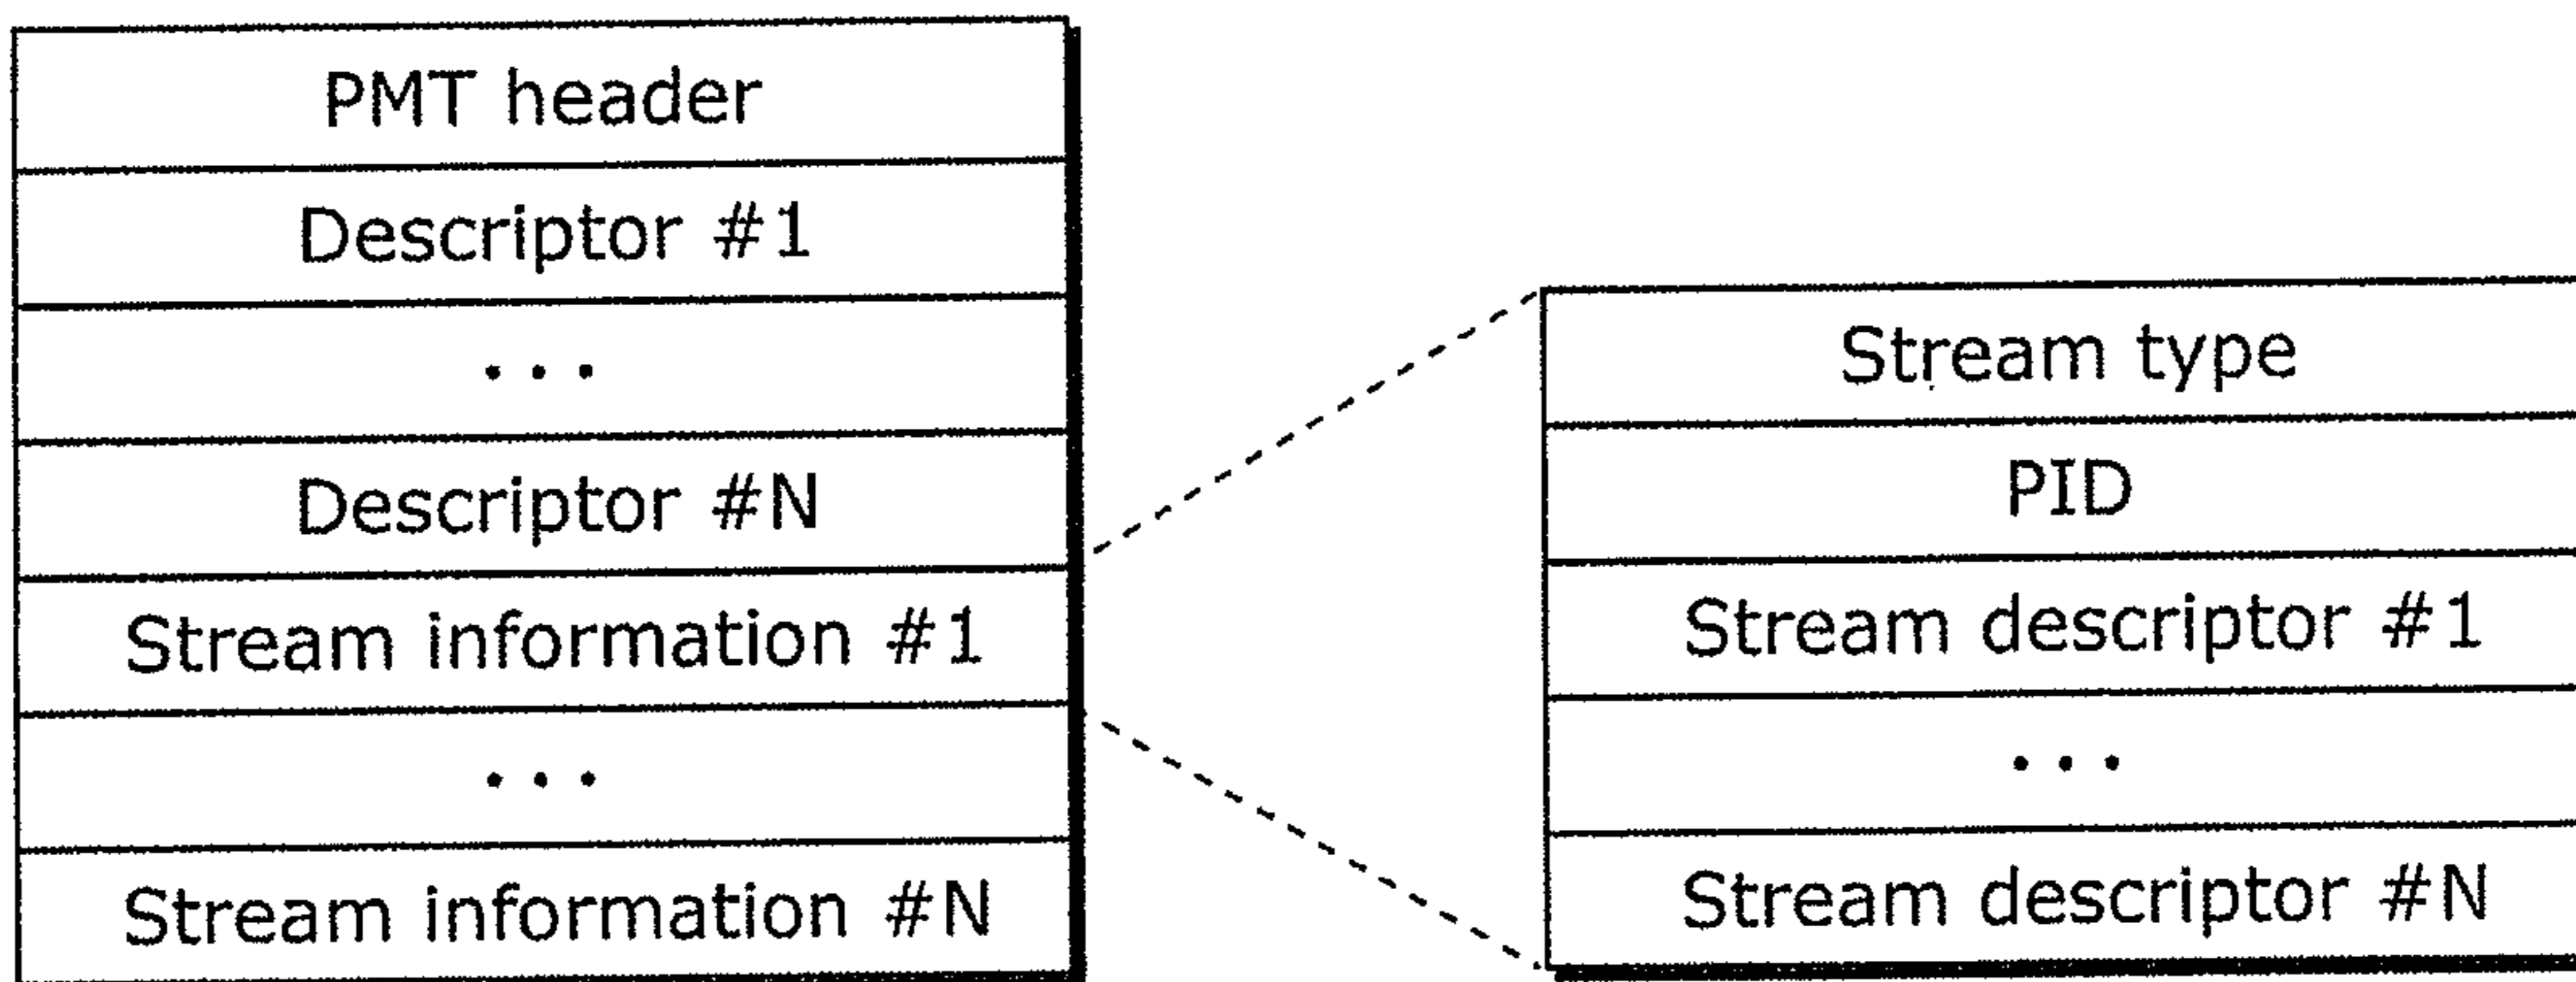 PMT header
Descriptor #1
...
Descriptor #N
Stream information #1
...
Stream information #N
Stream type
PID
Stream descriptor #1
...
Stream descriptor #N